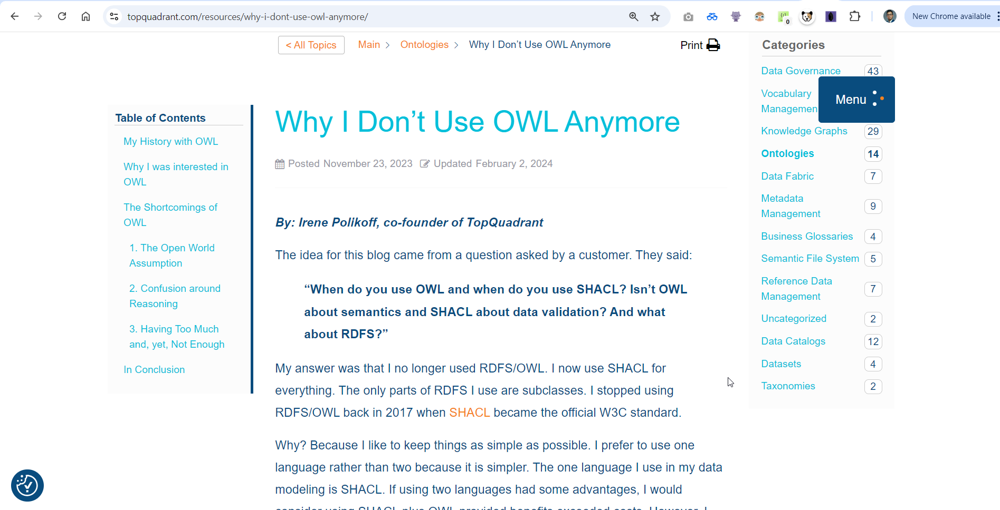 topquadrant.com/resources/why-i-dont-use-owl-anymore/
0
New Chrome available
< All Topics
Main > Ontologies > Why I Don’t Use OWL Anymore
Print
Table of Contents
My History with OWL
Why I was interested in
OWL
The Shortcomings of
OWL
1. The Open World
Assumption
2. Confusion around
Reasoning
3. Having Too Much
and, yet, Not Enough
In Conclusion
Why I Don’t Use OWL Anymore
Posted November 23, 2023 Updated February 2, 2024
By: Irene Polikoff, co-founder of TopQuadrant
The idea for this blog came from a question asked by a customer. They said:
“When do you use OWL and when do you use SHACL? Isn’t OWL
about semantics and SHACL about data validation? And what
about RDFS?”
My answer was that I no longer used RDFS/OWL. I now use SHACL for
everything. The only parts of RDFS I use are subclasses. I stopped using
RDFS/OWL back in 2017 when SHACL became the official W3C standard.
Why? Because I like to keep things as simple as possible. I prefer to use one
language rather than two because it is simpler. The one language I use in my data
modeling is SHACL. If using two languages had some advantages, I would
consider using SHACL plus OWL provided benefits exceeded costs. However, I
Categories
Data Governance 43
Vocabulary
Managemen
Menu
Knowledge Graphs 29
Ontologies 14
Data Fabric 7
Metadata
Management 9
Business Glossaries 4
Semantic File System 5
Reference Data
Management 7
Uncategorized 2
Data Catalogs 12
Datasets 4
Taxonomies 2